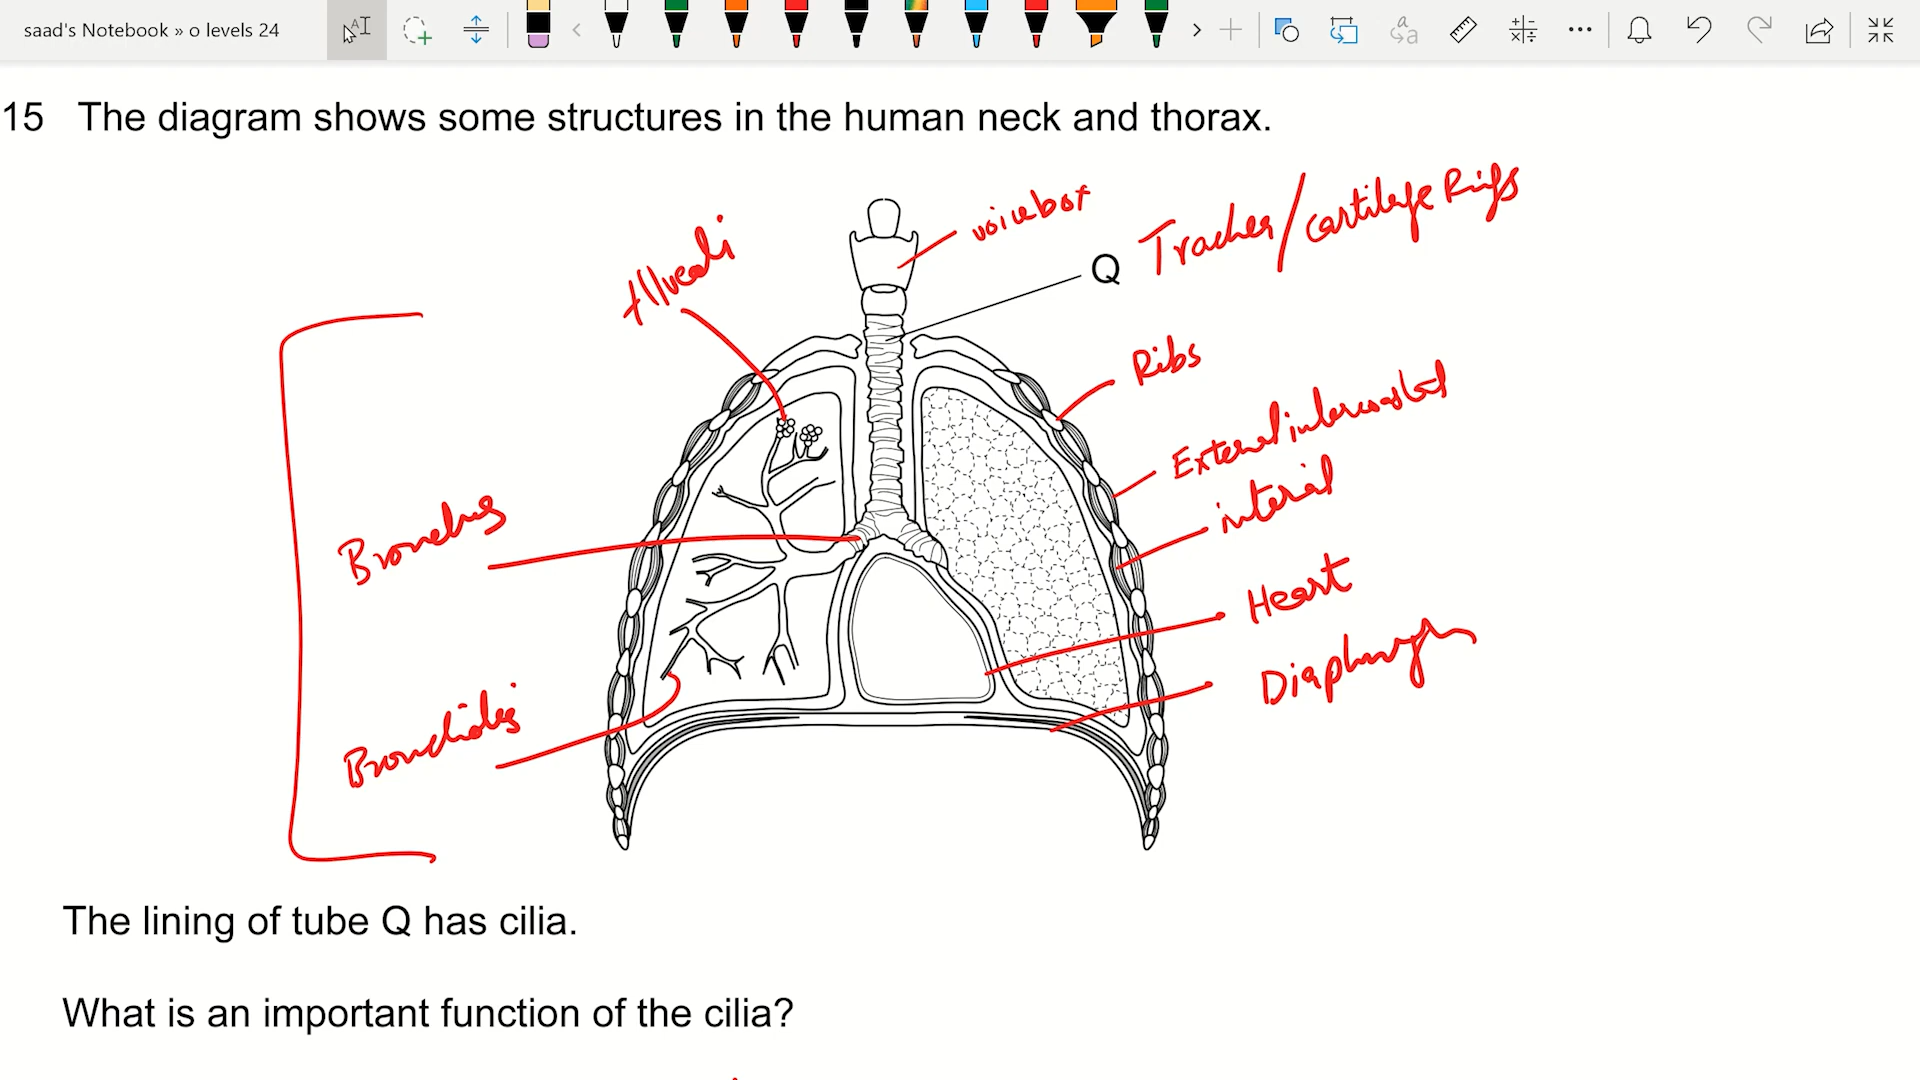 saad's Notebook » o levels 24
15 The diagram shows some structures in the human neck and thorax.
voicebox
Q Trachea/cartilage Rings
Alveoli
Ribs
External intercostal
internal
Bronchus
Heart
Diaphragm
Bronchioles
The lining of tube Q has cilia.
What is an important function of the cilia?